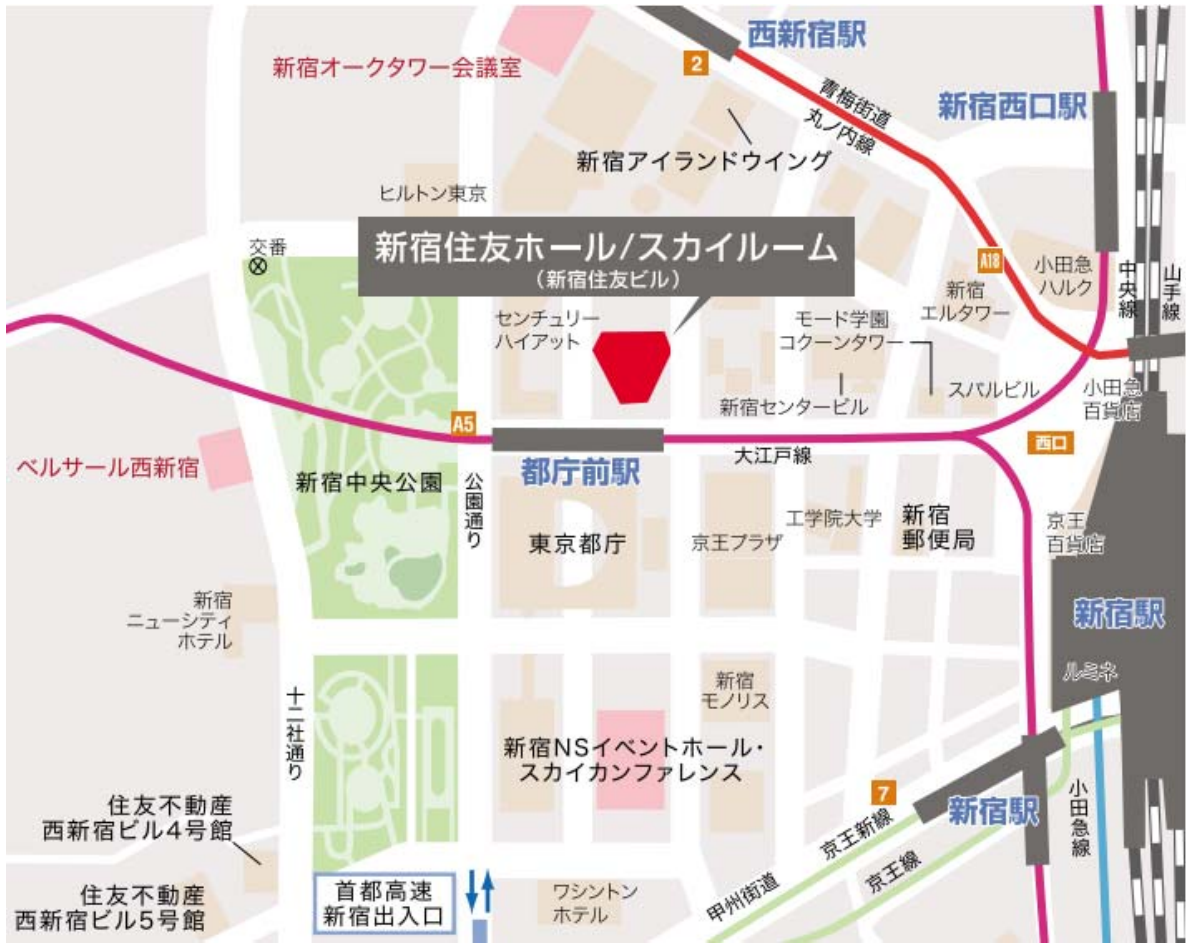 西新宿駅
2
新宿オークタワー会議室
青梅街道
丸ノ内線
新宿西口駅
新宿アイランドウイング
ヒルトン東京
交番
新宿住友ホール/スカイルーム
(新宿住友ビル)
A18
小田急
ハルク
中央線
山手線
新宿
エルタワー
センチュリー
ハイアット
モード学園
コクーンタワー
スバルビル
小田急
百貨店
新宿センタービル
A5
西口
大江戸線
ベルサール西新宿
都庁前駅
新宿中央公園
公園通り
東京都庁
京王プラザ
工学院大学
新宿
郵便局
京王
百貨店
新宿
ニューシティ
ホテル
新宿駅
ルミネ
新宿
モノリス
十二社通り
新宿NSイベントホール・
スカイカンファレンス
7
新宿駅
小田急線
住友不動産
西新宿ビル4号館
京王新線
京王線
甲州街道
住友不動産
西新宿ビル5号館
首都高速
新宿出入口
ワシントン
ホテル